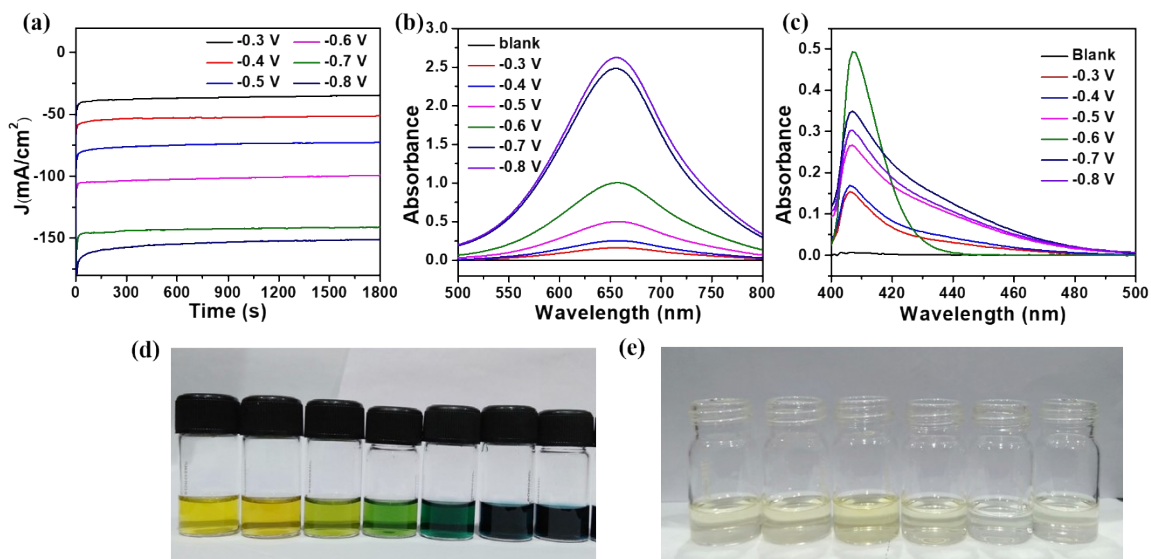 (a)
0
-50
-100
-150
J(mA/cm²)
-0.3 V -0.6 V
-0.4 V -0.7 V
-0.5 V -0.8 V
0 300 600 900 1200 1500 1800
Time (s)
(b)
3.0
2.5
2.0
1.5
1.0
0.5
0.0
Absorbance
blank
-0.3 V
-0.4 V
-0.5 V
-0.6 V
-0.7 V
-0.8 V
500 550 600 650 700 750 800
Wavelength (nm)
(c)
0.5
0.4
0.3
0.2
0.1
0.0
Absorbance
Blank
-0.3 V
-0.4 V
-0.5 V
-0.6 V
-0.7 V
-0.8 V
400 420 440 460 480 500
Wavelength (nm)
(d)
(e)